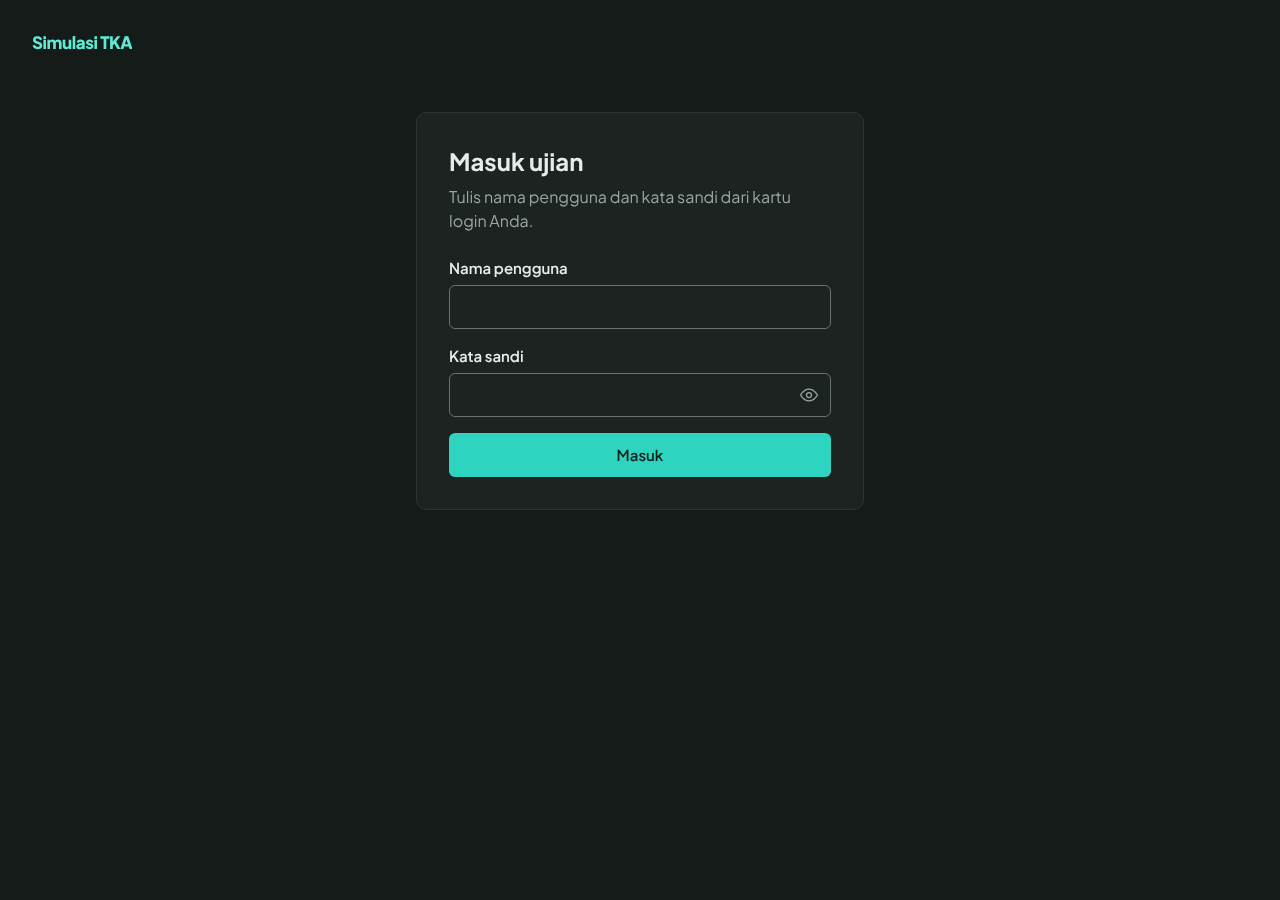 Simulasi TKA
Masuk ujian
Tulis nama pengguna dan kata sandi dari kartu
login Anda.
Nama pengguna
Kata sandi
Masuk